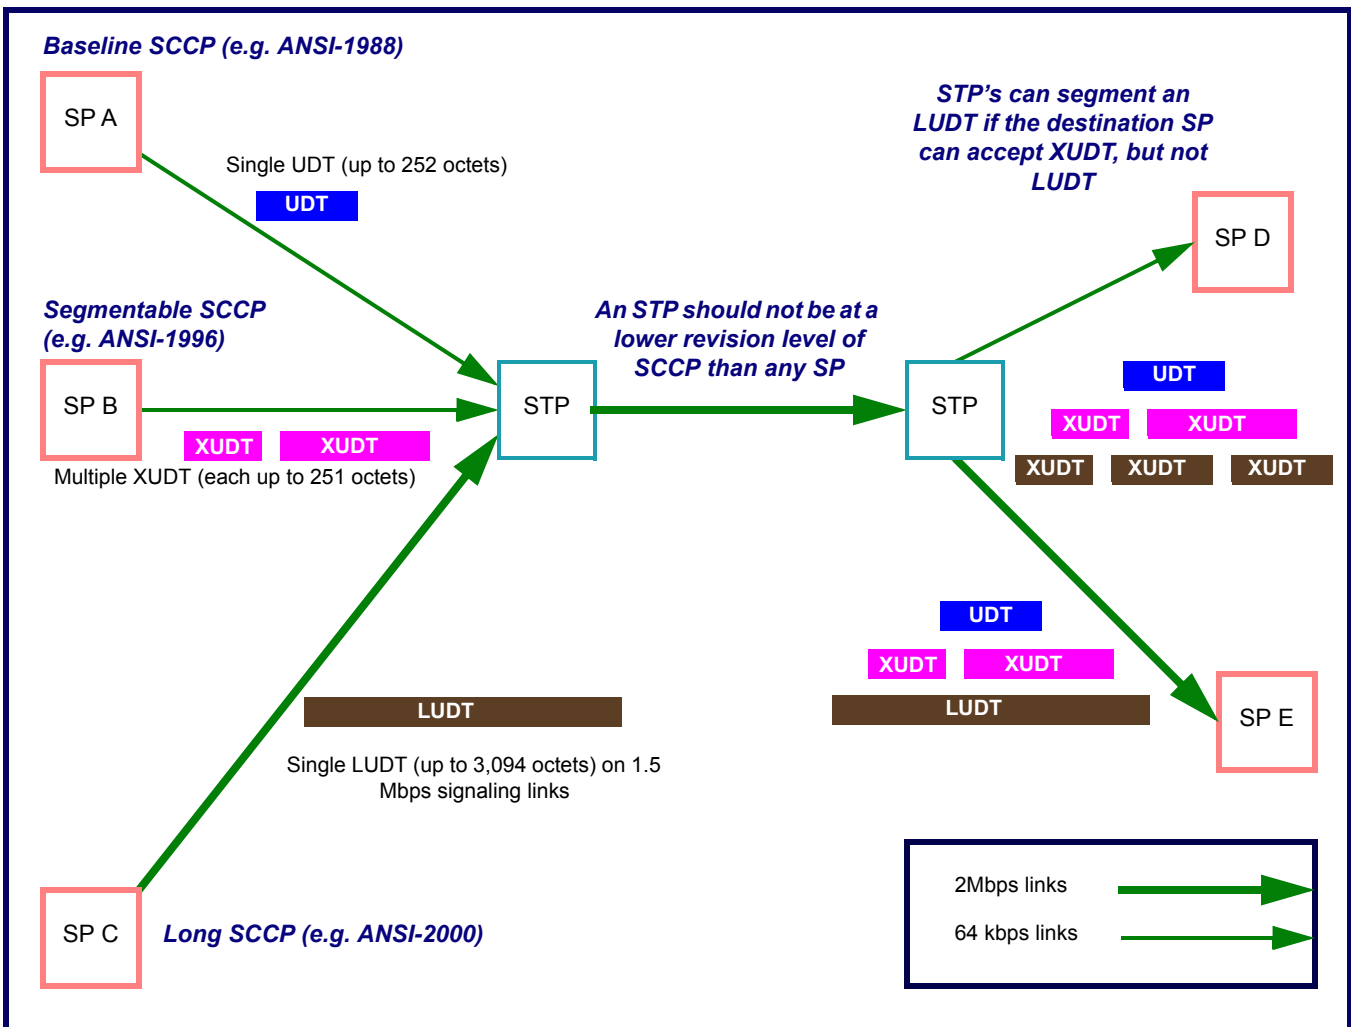 Baseline SCCP (e.g. ANSI-1988)
SP A
Single UDT (up to 252 octets)
UDT
STP's can segment an
LUDT if the destination SP
can accept XUDT, but not
LUDT
SP D
Segmentable SCCP
(e.g. ANSI-1996)
SP B
XUDT
XUDT
Multiple XUDT (each up to 251 octets)
STP
An STP should not be at a
lower revision level of
SCCP than any SP
STP
UDT
XUDT
XUDT
XUDT
XUDT
XUDT
UDT
XUDT
XUDT
LUDT
SP E
LUDT
Single LUDT (up to 3,094 octets) on 1.5
Mbps signaling links
SP C
Long SCCP (e.g. ANSI-2000)
2Mbps links
64 kbps links